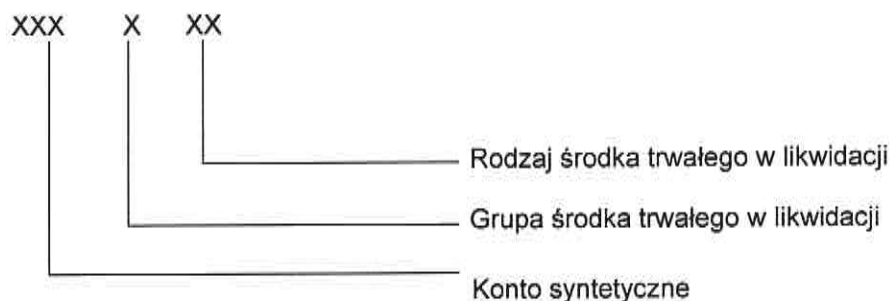 XXX X XX
Rodzaj środka trwałego w likwidacji
Grupa środka trwałego w likwidacji
Konto syntetyczne